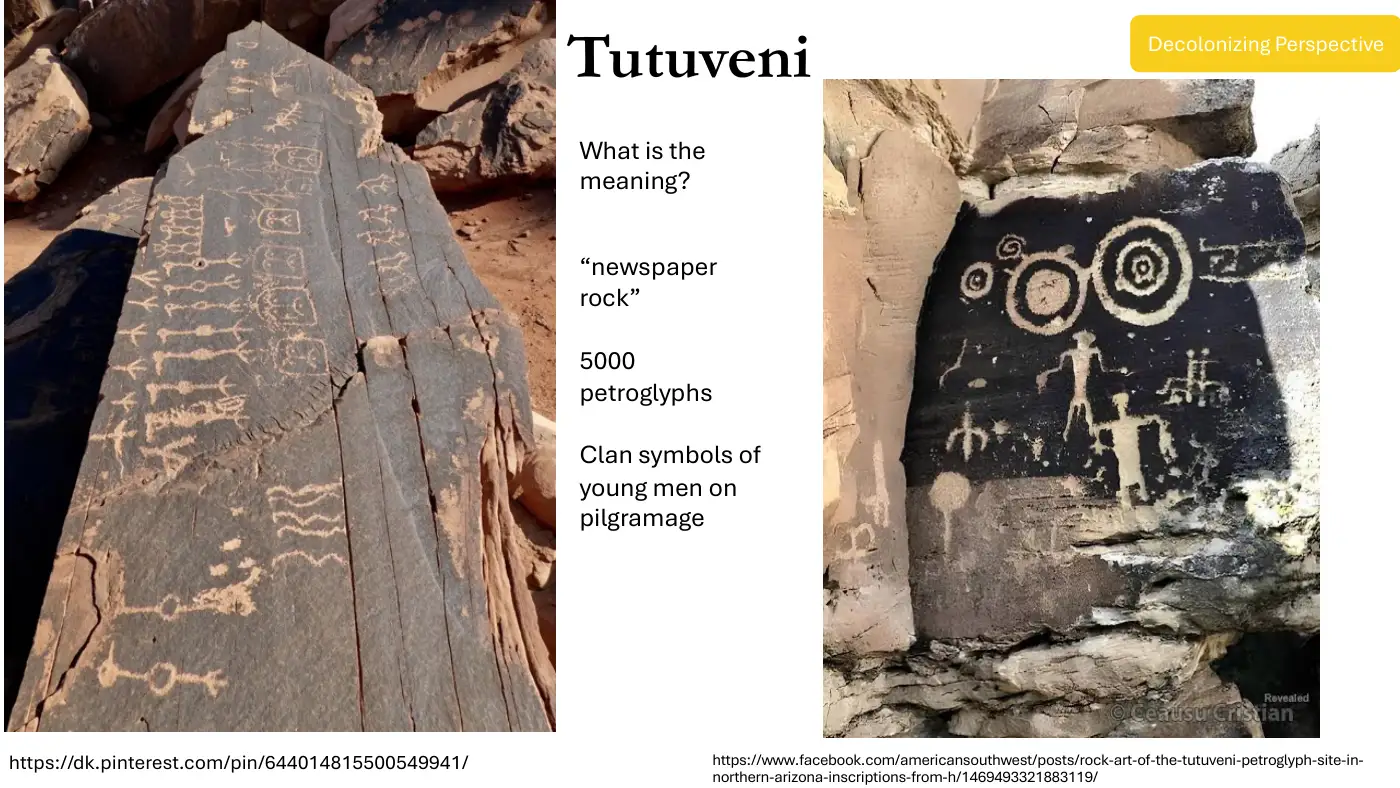 Tutuveni
Decolonizing Perspective
What is the
meaning?
“newspaper
rock”
5000
petroglyphs
Clan symbols of
young men on
pilgramage
Revealed
© Ceausu Cristian
https://dk.pinterest.com/pin/644014815500549941/
https://www.facebook.com/americansouthwest/posts/rock-art-of-the-tutuveni-petroglyph-site-in-
northern-arizona-inscriptions-from-h/1469493321883119/